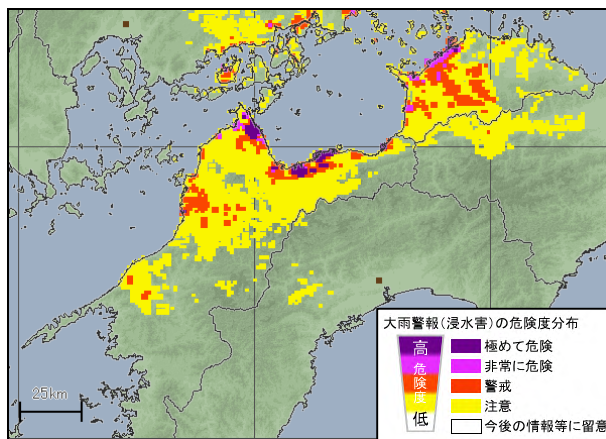 大雨警報(浸水害)の危険度分布
高
危険度
低
極めて危険
非常に危険
警戒
注意
今後の情報等に留意
25km